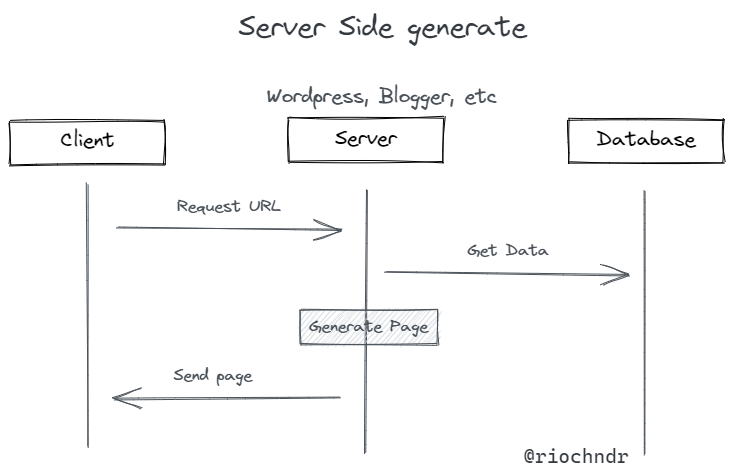 Server Side generate
Wordpress, Blogger, etc
Client
Server
Database
Request URL
Get Data
Generate Page
Send page
@riochndr